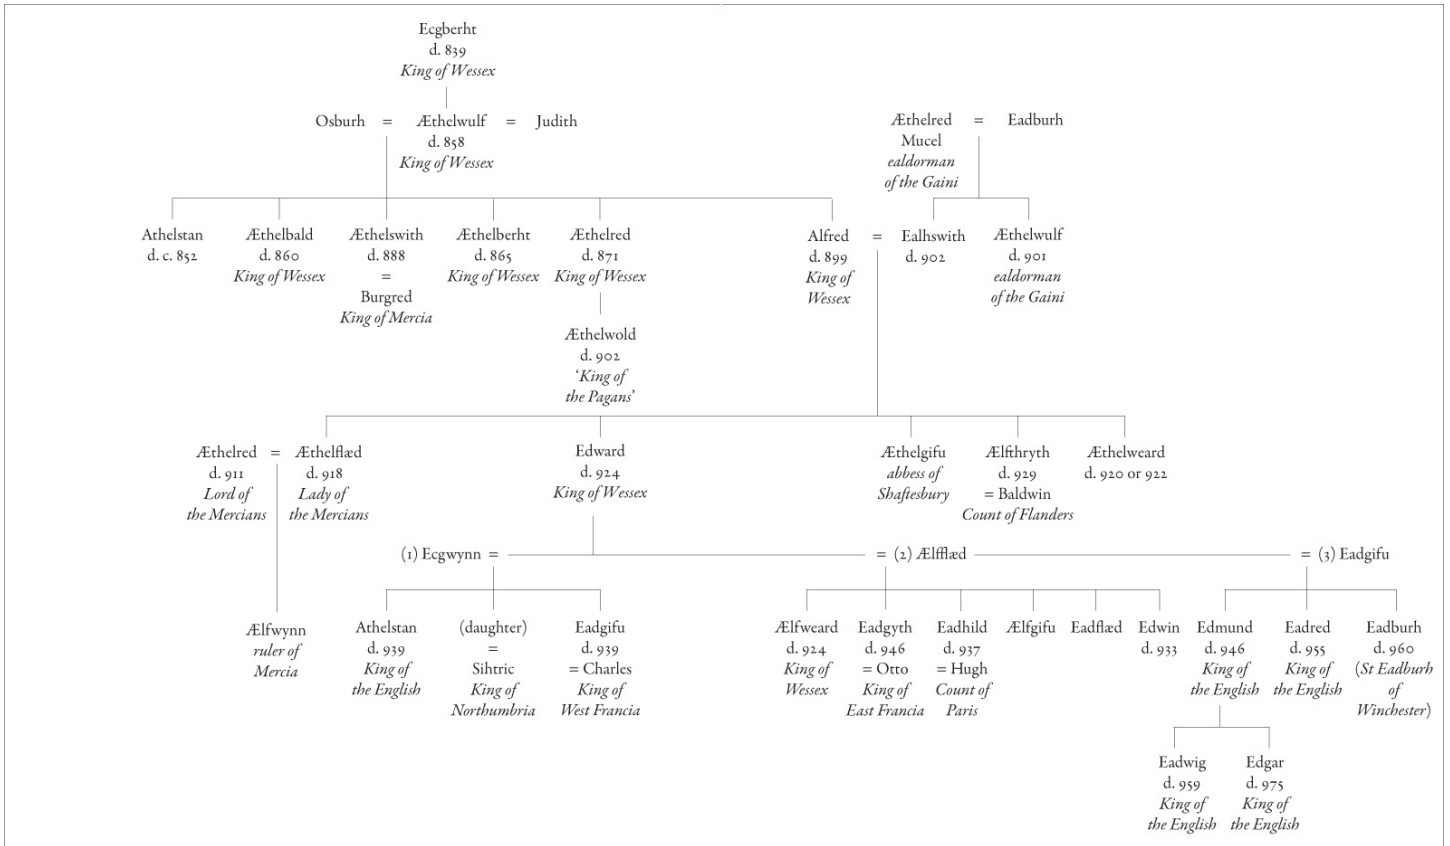 Ecgberht
d. 839
King of Wessex
Osburh = Æthelwulf = Judith
d. 858
King of Wessex
Æthelred = Eadburh
Mucel
ealdorman
of the Gaini
Athelstan
d. c. 852
Æthelbald
d. 860
King of Wessex
Æthelswith
d. 888
=
Burgred
King of Mercia
Æthelberht
d. 865
King of Wessex
Æthelred
d. 871
King of Wessex
Alfred = Ealhswith
d. 899
King of
Wessex
d. 902
Æthelwulf
d. 901
ealdorman
of the Gaini
Æthelwold
d. 902
‘King of
the Pagans’
Æthelred = Æthelflæd
d. 911
Lord of
the Mercians
d. 918
Lady of
the Mercians
Edward
d. 924
King of Wessex
Æthelgifu
abbess of
Shaftesbury
Ælfthryth
d. 929
= Baldwin
Count of Flanders
Æthelweard
d. 920 or 922
(1) Ecgwynn = = (2) Ælfflæd = (3) Eadgifu
Ælfwynn
ruler of
Mercia
Athelstan
d. 939
King of
the English
(daughter)
=
Sihtric
King of
Northumbria
Eadgifu
d. 939
= Charles
King of
West Francia
Ælfweard
d. 924
King of
Wessex
Eadgyth
d. 946
= Otto
King of
East Francia
Eadhild
d. 937
= Hugh
Count of
Paris
Ælfgifu
Eadflæd
Edwin
d. 933
Edmund
d. 946
King of
the English
Eadred
d. 955
King of
the English
Eadburh
d. 960
(St Eadburh
of
Winchester)
Eadwig
d. 959
King of
the English
Edgar
d. 975
King of
the English